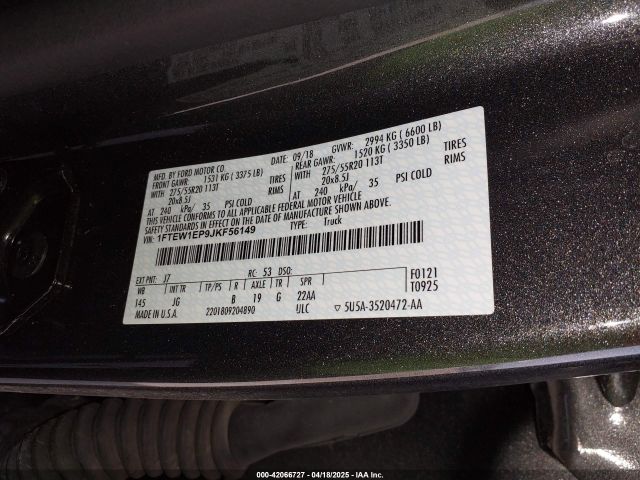 MFD. BY FORD MOTOR CO. DATE: 09/18 GVWR: 2994 KG ( 6600 LB)
FRONT GAWR: 1531 KG ( 3375 LB) REAR GAWR: 1520 KG ( 3350 LB)
WITH 275/55R20 113T TIRES WITH 275/55R20 113T TIRES
20x8.5J RIMS 20x8.5J RIMS
AT 240 kPa/ 35 PSI COLD AT 240 kPa/ 35 PSI COLD
THIS VEHICLE CONFORMS TO ALL APPLICABLE FEDERAL MOTOR VEHICLE
SAFETY STANDARDS IN EFFECT ON THE DATE OF MANUFACTURE SHOWN ABOVE.
VIN: 1FTEW1EP9JKF56149 TYPE: Truck
EXT PNT: J7 RC: 53 DSO: F0121
WB INT TR TP/PS R AXLE TR SPR T0925
145 JG B 19 G 22AA
MADE IN U.S.A. 2201809204890 ULC ▽ 5U5A-3520472-AA
000-42066727 - 04/18/2025 - IAA Inc.